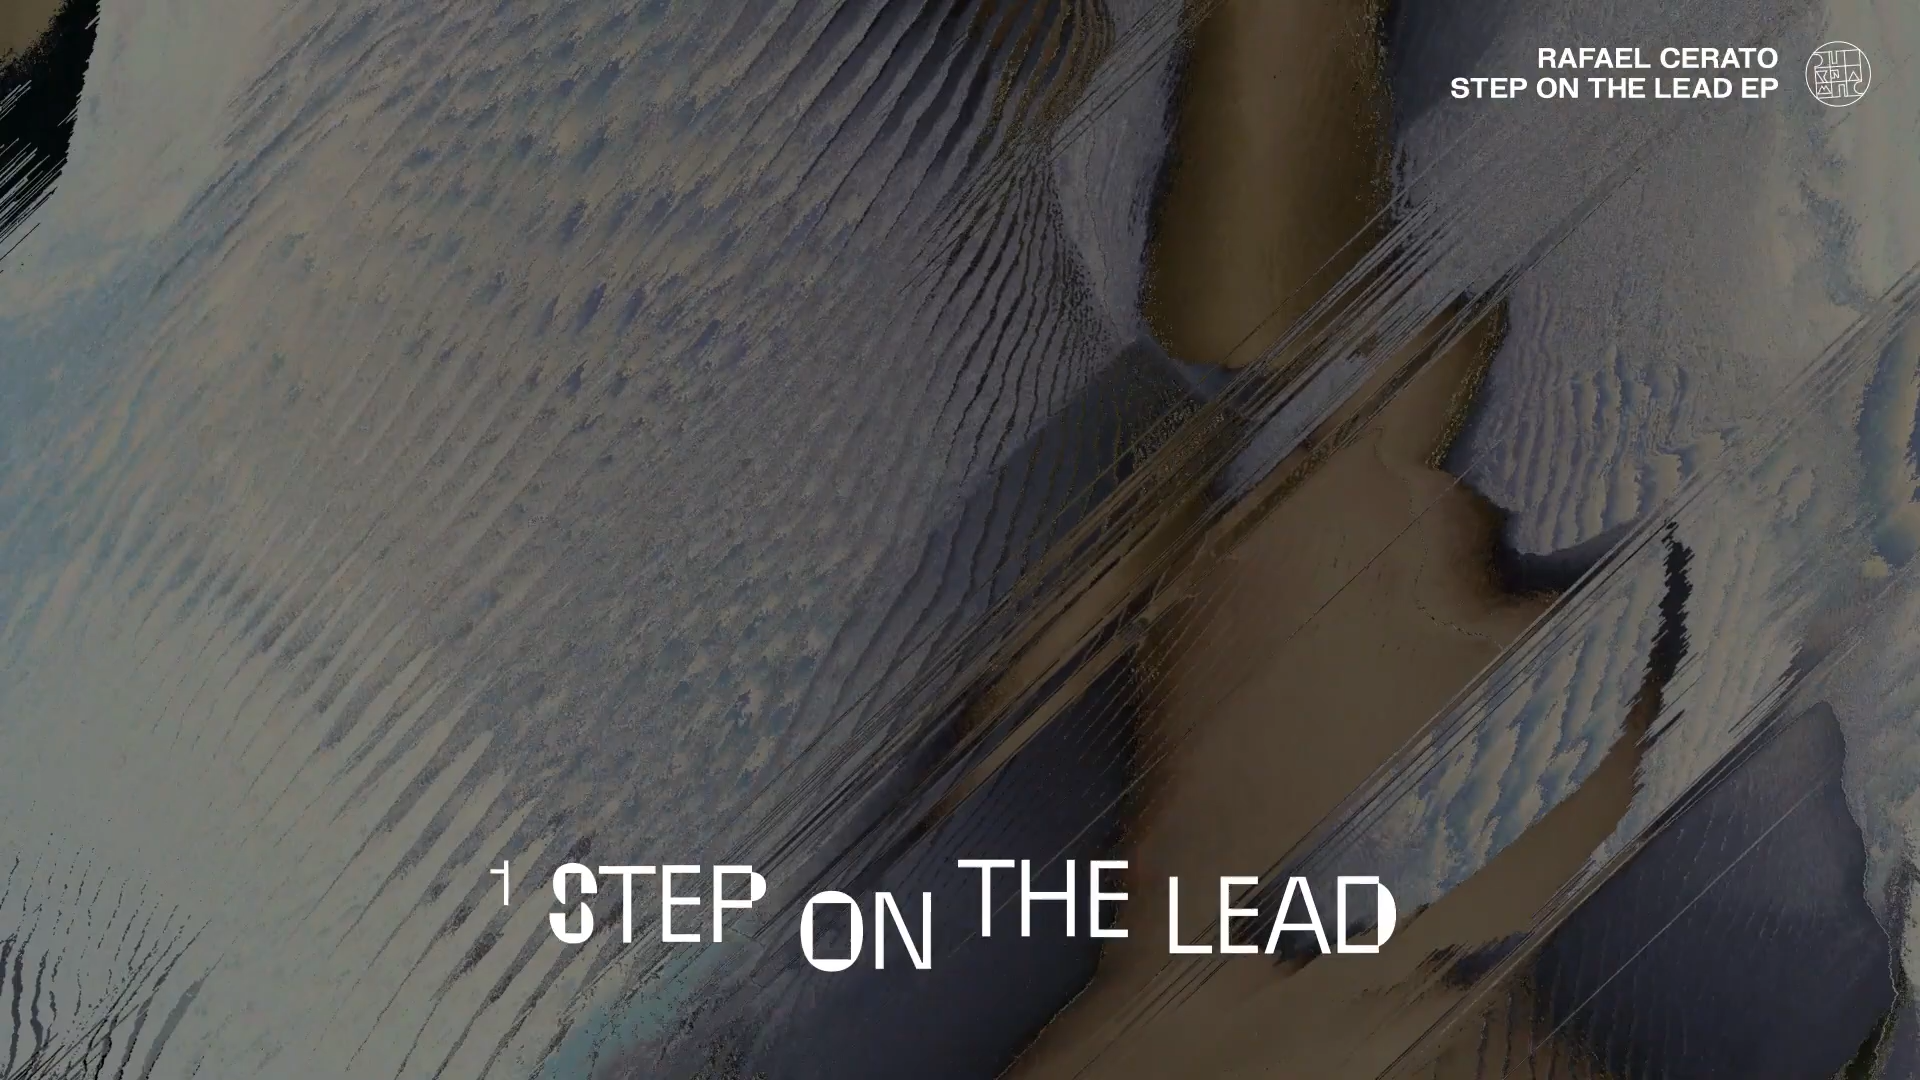 RAFAEL CERATO
STEP ON THE LEAD EP
1 STEP ON THE LEAD